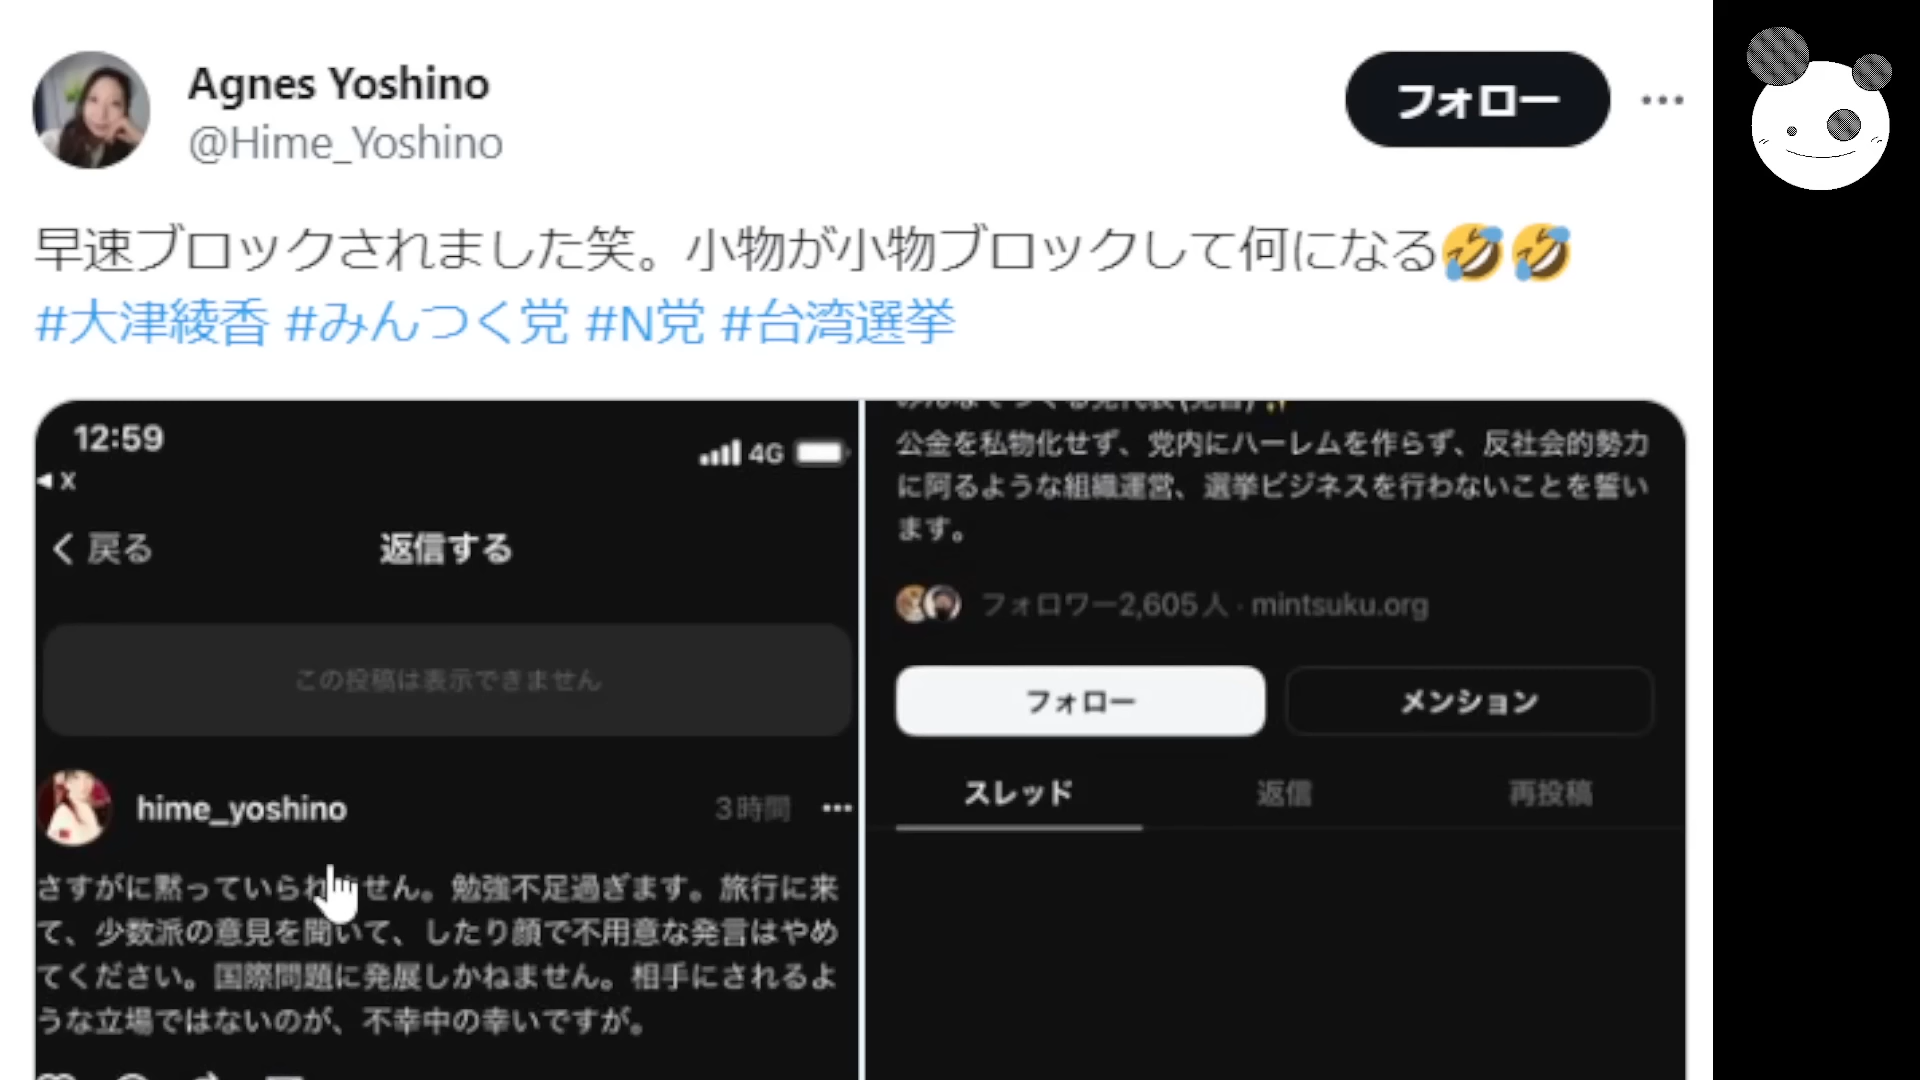 Agnes Yoshino
@Hime_Yoshino
フォロー
早速ブロックされました笑。小物が小物ブロックして何になる🤣🤣
#大津綾香 #みんつく党 #N党 #台湾選挙
12:59
4G
◀ X
戻る
返信する
この投稿は表示できません
hime_yoshino
3時間
さすがに黙っていられません。勉強不足過ぎます。旅行に来
て、少数派の意見を聞いて、したり顔で不用意な発言はやめ
てください。国際問題に発展しかねません。相手にされるよ
うな立場ではないのが、不幸中の幸いですが。
公金を私物化せず、党内にハーレムを作らず、反社会的勢力
に阿るような組織運営、選挙ビジネスを行わないことを誓い
ます。
フォロワー2,605人 · mintsuku.org
フォロー
メンション
スレッド
返信
再投稿